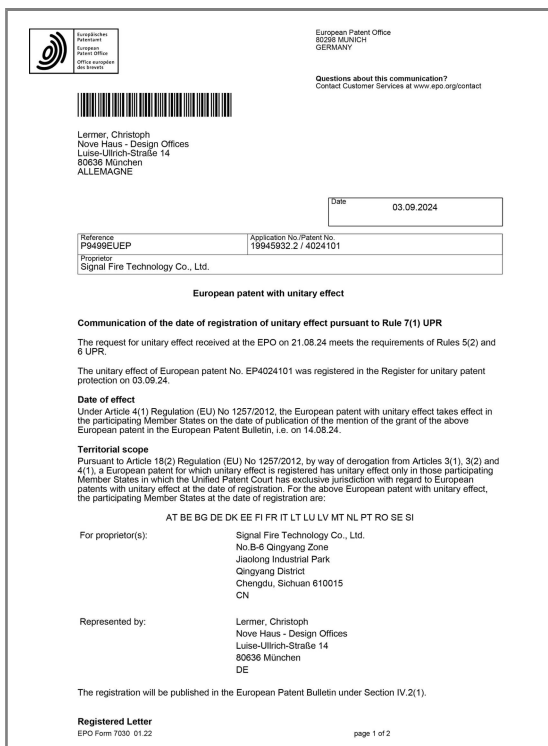 Europäisches
Patentamt
European
Patent Office
Office européen
des brevets
European Patent Office
80298 MUNICH
GERMANY
Questions about this communication?
Contact Customer Services at www.epo.org/contact
Lermer, Christoph
Nove Haus - Design Offices
Luise-Ullrich-Straße 14
80636 München
ALLEMAGNE
Date
03.09.2024
Reference
P9499EUEP
Application No./Patent No.
19945932.2 / 4024101
Proprietor
Signal Fire Technology Co., Ltd.
European patent with unitary effect
Communication of the date of registration of unitary effect pursuant to Rule 7(1) UPR
The request for unitary effect received at the EPO on 21.08.24 meets the requirements of Rules 5(2) and
6 UPR.
The unitary effect of European patent No. EP4024101 was registered in the Register for unitary patent
protection on 03.09.24.
Date of effect
Under Article 4(1) Regulation (EU) No 1257/2012, the European patent with unitary effect takes effect in
the participating Member States on the date of publication of the mention of the grant of the above
European patent in the European Patent Bulletin, i.e. on 14.08.24.
Territorial scope
Pursuant to Article 18(2) Regulation (EU) No 1257/2012, by way of derogation from Articles 3(1), 3(2) and
4(1), a European patent for which unitary effect is registered has unitary effect only in those participating
Member States in which the Unified Patent Court has exclusive jurisdiction with regard to European
patents with unitary effect at the date of registration. For the above European patent with unitary effect,
the participating Member States at the date of registration are:
AT BE BG DE DK EE FI FR IT LT LU LV MT NL PT RO SE SI
For proprietor(s):
Signal Fire Technology Co., Ltd.
No.B-6 Qingyang Zone
Jiaolong Industrial Park
Qingyang District
Chengdu, Sichuan 610015
CN
Represented by:
Lermer, Christoph
Nove Haus - Design Offices
Luise-Ullrich-Straße 14
80636 München
DE
The registration will be published in the European Patent Bulletin under Section IV.2(1).
Registered Letter
EPO Form 7030 01.22
page 1 of 2